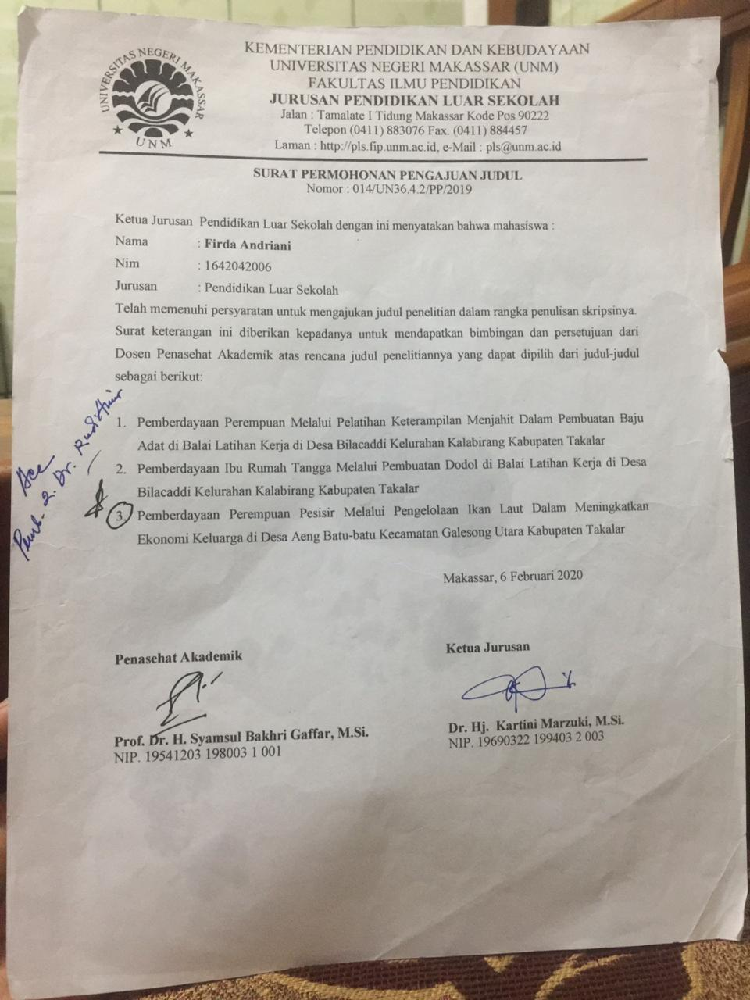 UNIVERSITAS NEGERI MAKASSAR
UNM
KEMENTERIAN PENDIDIKAN DAN KEBUDAYAAN
UNIVERSITAS NEGERI MAKASSAR (UNM)
FAKULTAS ILMU PENDIDIKAN
JURUSAN PENDIDIKAN LUAR SEKOLAH
Jalan : Tamalate I Tidung Makassar Kode Pos 90222
Telepon (0411) 883076 Fax. (0411) 884457
Laman : http://pls.fip.unm.ac.id, e-Mail : pls@unm.ac.id
SURAT PERMOHONAN PENGAJUAN JUDUL
Nomor : 014/UN36.4.2/PP/2019
Ketua Jurusan Pendidikan Luar Sekolah dengan ini menyatakan bahwa mahasiswa :
Nama : Firda Andriani
Nim : 1642042006
Jurusan : Pendidikan Luar Sekolah
Telah memenuhi persyaratan untuk mengajukan judul penelitian dalam rangka penulisan skripsinya.
Surat keterangan ini diberikan kepadanya untuk mendapatkan bimbingan dan persetujuan dari
Dosen Penasehat Akademik atas rencana judul penelitiannya yang dapat dipilih dari judul-judul
sebagai berikut:
Acc
Pemb. 2. Dr. Rudi Amir
1. Pemberdayaan Perempuan Melalui Pelatihan Keterampilan Menjahit Dalam Pembuatan Baju
Adat di Balai Latihan Kerja di Desa Bilacaddi Kelurahan Kalabirang Kabupaten Takalar
2. Pemberdayaan Ibu Rumah Tangga Melalui Pembuatan Dodol di Balai Latihan Kerja di Desa
Bilacaddi Kelurahan Kalabirang Kabupaten Takalar
3. Pemberdayaan Perempuan Pesisir Melalui Pengelolaan Ikan Laut Dalam Meningkatkan
Ekonomi Keluarga di Desa Aeng Batu-batu Kecamatan Galesong Utara Kabupaten Takalar
Makassar, 6 Februari 2020
Penasehat Akademik
Prof. Dr. H. Syamsul Bakhri Gaffar, M.Si.
NIP. 19541203 198003 1 001
Ketua Jurusan
Dr. Hj. Kartini Marzuki, M.Si.
NIP. 19690322 199403 2 003